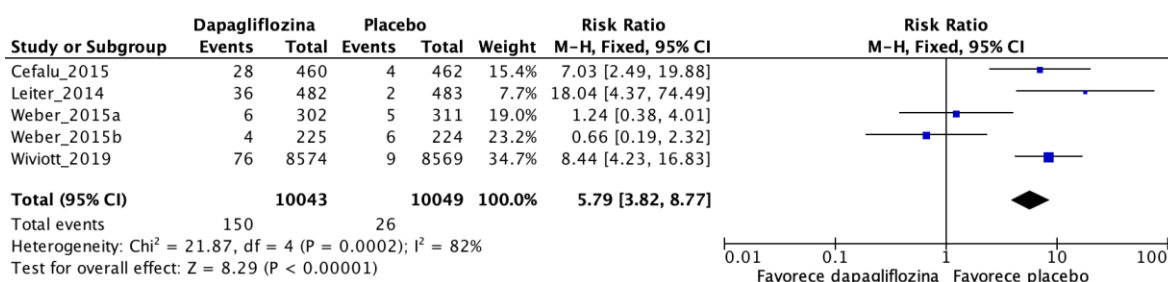 Dapagliflozina Placebo Risk Ratio Risk Ratio
Study or Subgroup Events Total Events Total Weight M-H, Fixed, 95% CI M-H, Fixed, 95% CI
Cefalu_2015 28 460 4 462 15.4% 7.03 [2.49, 19.88]
Leiter_2014 36 482 2 483 7.7% 18.04 [4.37, 74.49]
Weber_2015a 6 302 5 311 19.0% 1.24 [0.38, 4.01]
Weber_2015b 4 225 6 224 23.2% 0.66 [0.19, 2.32]
Wiviott_2019 76 8574 9 8569 34.7% 8.44 [4.23, 16.83]
Total (95% CI) 10043 10049 100.0% 5.79 [3.82, 8.77]
Total events 150 26
Heterogeneity: Chi² = 21.87, df = 4 (P = 0.0002); I² = 82%
Test for overall effect: Z = 8.29 (P < 0.00001)
0.01 0.1 1 10 100
Favorece dapagliflozina Favorece placebo